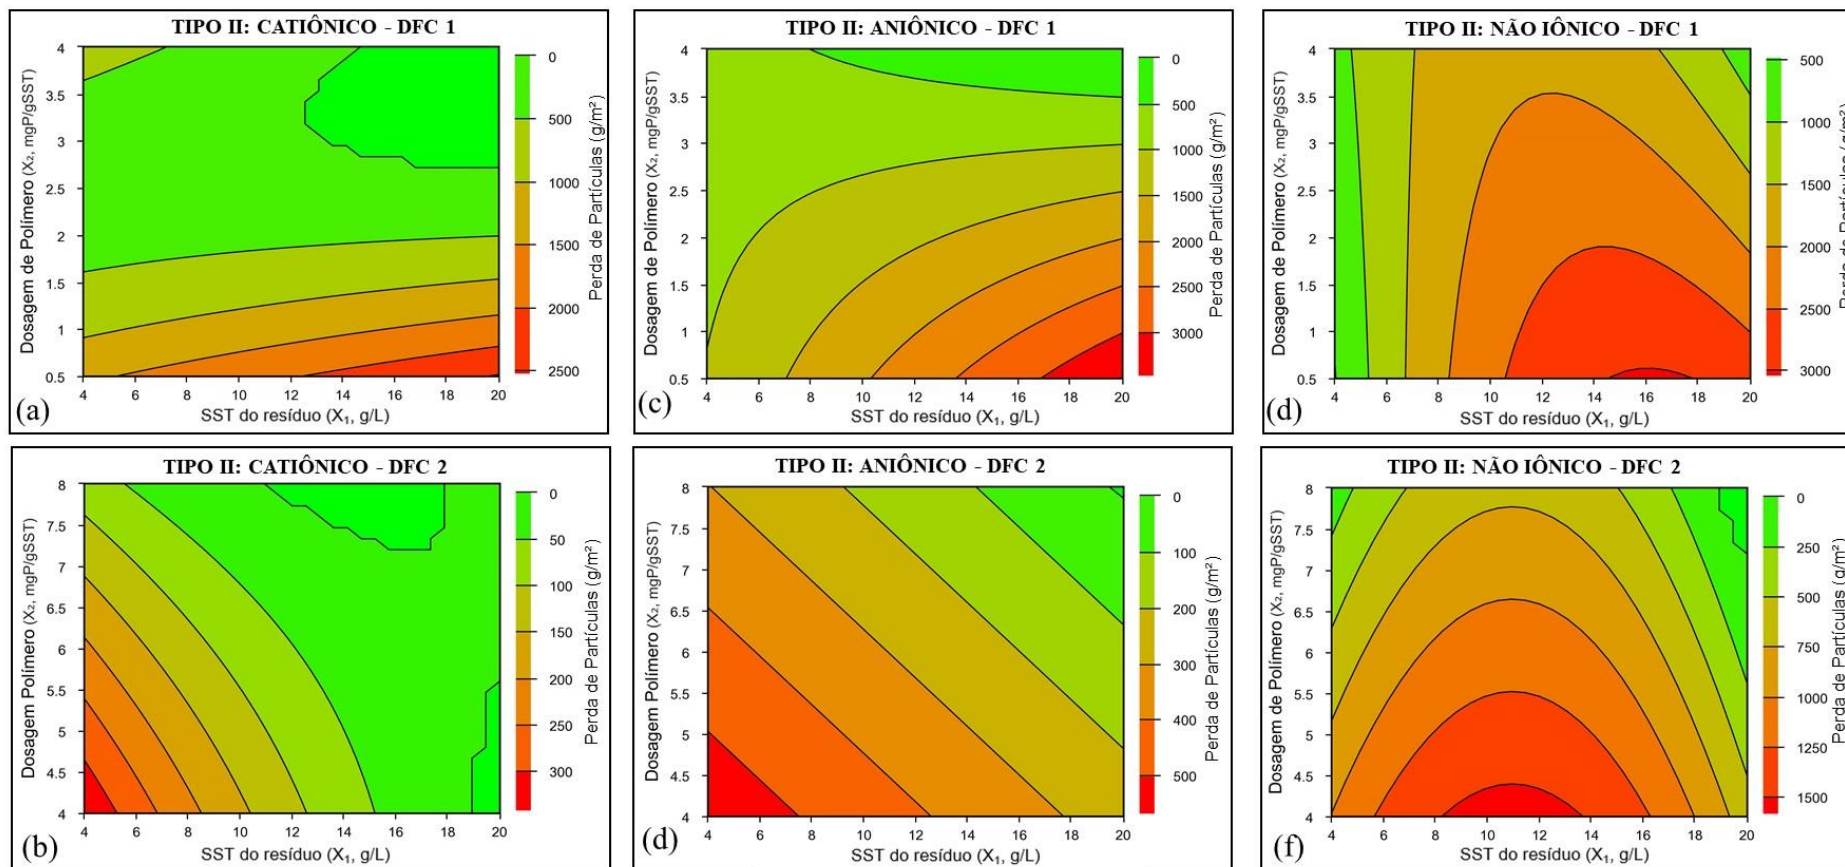 TIPO II: CATIÔNICO - DFC 1
Dosagem de Polímero (X₂, mgP/gSST)
4
3.5
3
2.5
2
1.5
1
0.5
4 6 8 10 12 14 16 18 20
SST do resíduo (X₁, g/L)
0
500
1000
1500
2000
2500
Perda de Partículas (g/m²)
(a)
TIPO II: ANIÔNICO - DFC 1
Dosagem de Polímero (X₂, mgP/gSST)
4
3.5
3
2.5
2
1.5
1
0.5
4 6 8 10 12 14 16 18 20
SST do resíduo (X₁, g/L)
0
500
1000
1500
2000
2500
3000
Perda de Partículas (g/m²)
(c)
TIPO II: NÃO IÔNICO - DFC 1
Dosagem de Polímero (X₂, mgP/gSST)
4
3.5
3
2.5
2
1.5
1
0.5
4 6 8 10 12 14 16 18 20
SST do resíduo (X₁, g/L)
500
1000
1500
2000
2500
3000
Perda de Partículas (g/m²)
(d)
TIPO II: CATIÔNICO - DFC 2
Dosagem Polímero (X₂, mgP/gSST)
8
7.5
7
6.5
6
5.5
5
4.5
4
4 6 8 10 12 14 16 18 20
SST do resíduo (X₁, g/L)
0
50
100
150
200
250
300
Perda de Partículas (g/m²)
(b)
TIPO II: ANIÔNICO - DFC 2
Dosagem Polímero (X₂, mgP/gSST)
8
7.5
7
6.5
6
5.5
5
4.5
4
4 6 8 10 12 14 16 18 20
SST do resíduo (X₁, g/L)
0
100
200
300
400
500
Perda de Partículas (g/m²)
(d)
TIPO II: NÃO IÔNICO - DFC 2
Dosagem de Polímero (X₂, mgP/gSST)
8
7.5
7
6.5
6
5.5
5
4.5
4
4 6 8 10 12 14 16 18 20
SST do resíduo (X₁, g/L)
0
250
500
750
1000
1250
1500
Perda de Partículas (g/m²)
(f)